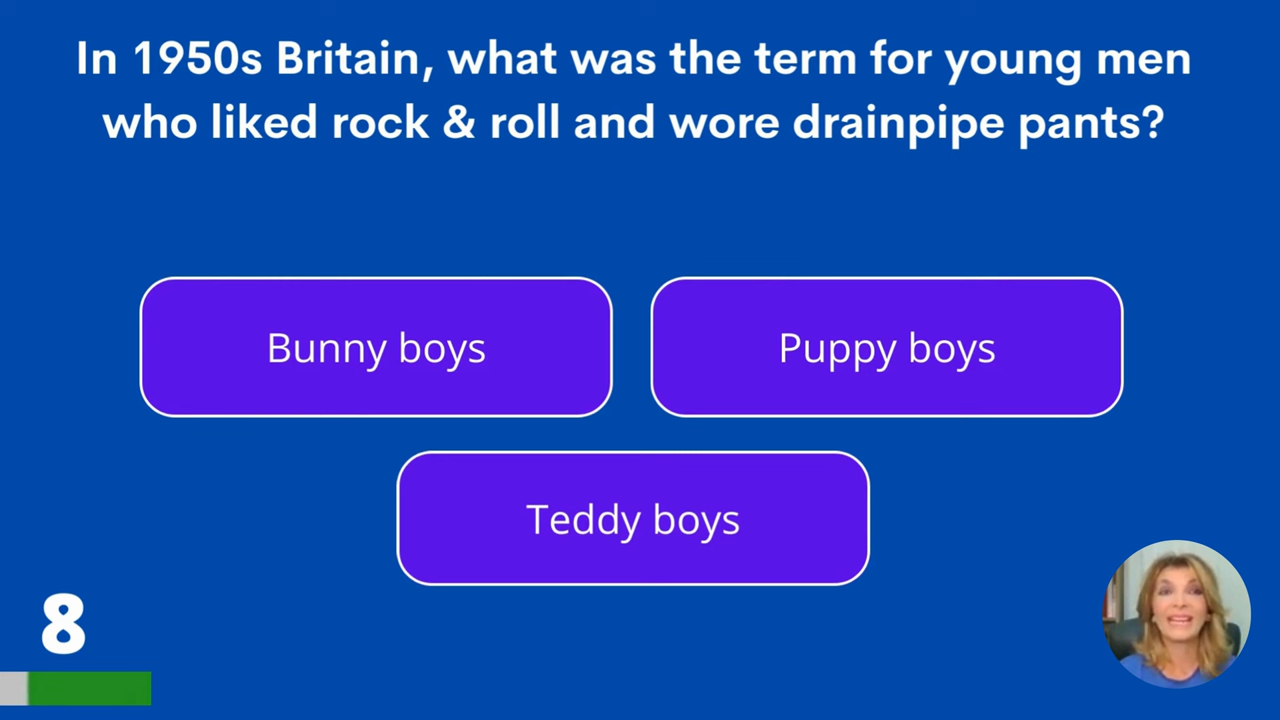 In 1950s Britain, what was the term for young men
who liked rock & roll and wore drainpipe pants?
Bunny boys
Puppy boys
Teddy boys
8